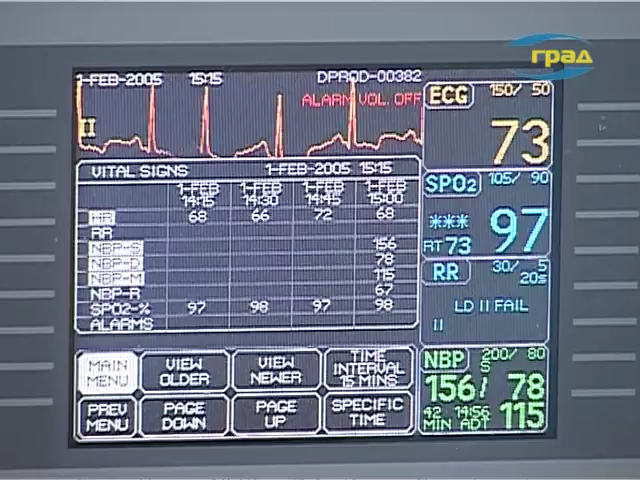 град
1-FEB-2005 15:15 DPROD-00382
ALARM VOL. OFF
II
ECG 150/ 50
73
VITAL SIGNS 1-FEB-2005 15:15
1-FEB 1-FEB 1-FEB 1-FEB
14:15 14:30 14:45 15:00
HR 68 66 72 68
RR
NBP-S 156
NBP-D 78
NBP-M 115
NBP-R 67
SPO2-% 97 98 97 98
ALARMS
SPO2 105/ 90
*** 97
RT 73
RR 30/ 5
20s
LD II FAIL
II
NBP 200/ 80
S
156/ 78
42 14:56 115
MIN ADT
MAIN MENU
VIEW OLDER
VIEW NEWER
TIME INTERVAL 15 MINS
PREV MENU
PAGE DOWN
PAGE UP
SPECIFIC TIME